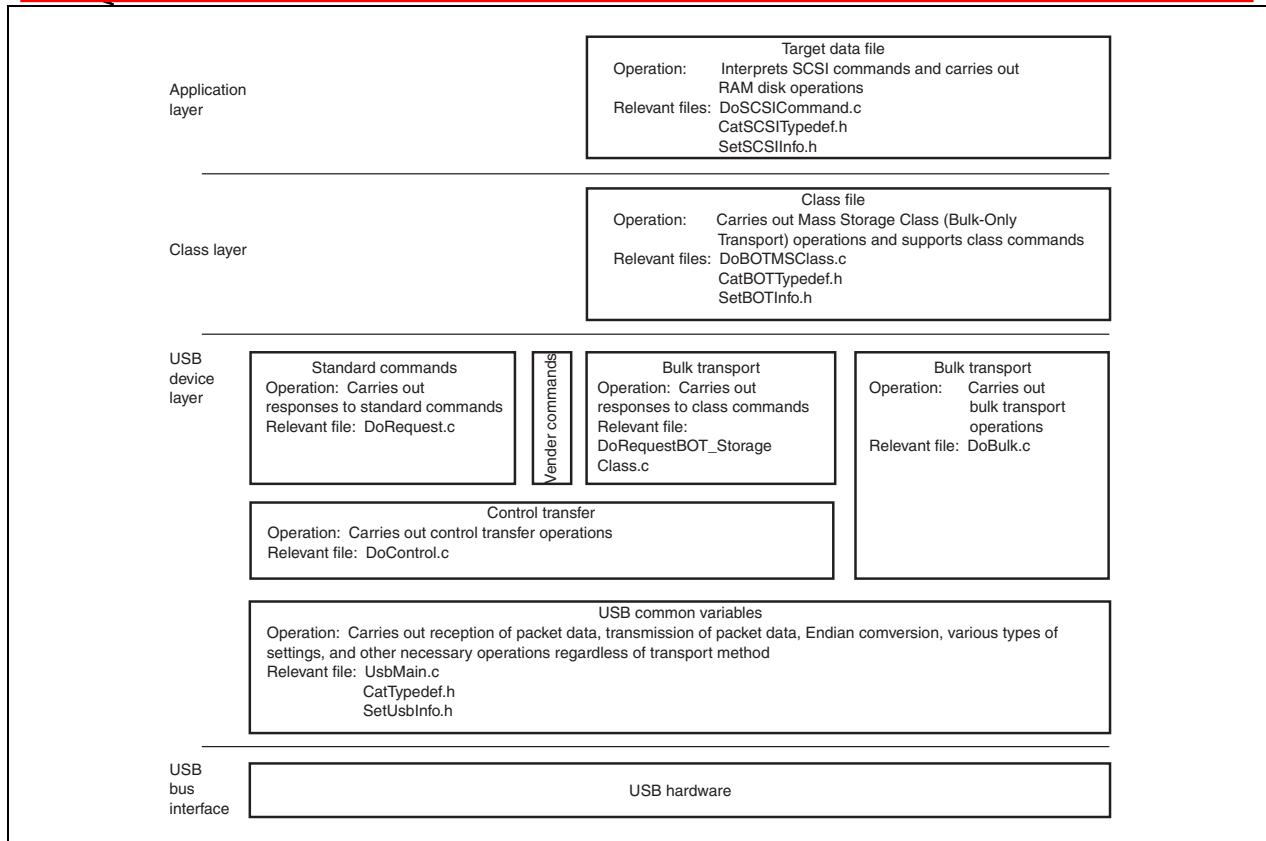 Application
layer
Target data file
Operation: Interprets SCSI commands and carries out
RAM disk operations
Relevant files: DoSCSICommand.c
CatSCSITypedef.h
SetSCSIInfo.h
Class layer
Class file
Operation: Carries out Mass Storage Class (Bulk-Only
Transport) operations and supports class commands
Relevant files: DoBOTMSClass.c
CatBOTTypedef.h
SetBOTInfo.h
USB
device
layer
Standard commands
Operation: Carries out
responses to standard commands
Relevant file: DoRequest.c
Vender commands
Bulk transport
Operation: Carries out
responses to class commands
Relevant file:
DoRequestBOT_Storage
Class.c
Bulk transport
Operation: Carries out
bulk transport
operations
Relevant file: DoBulk.c
Control transfer
Operation: Carries out control transfer operations
Relevant file: DoControl.c
USB common variables
Operation: Carries out reception of packet data, transmission of packet data, Endian comversion, various types of
settings, and other necessary operations regardless of transport method
Relevant file: UsbMain.c
CatTypedef.h
SetUsbInfo.h
USB
bus
interface
USB hardware